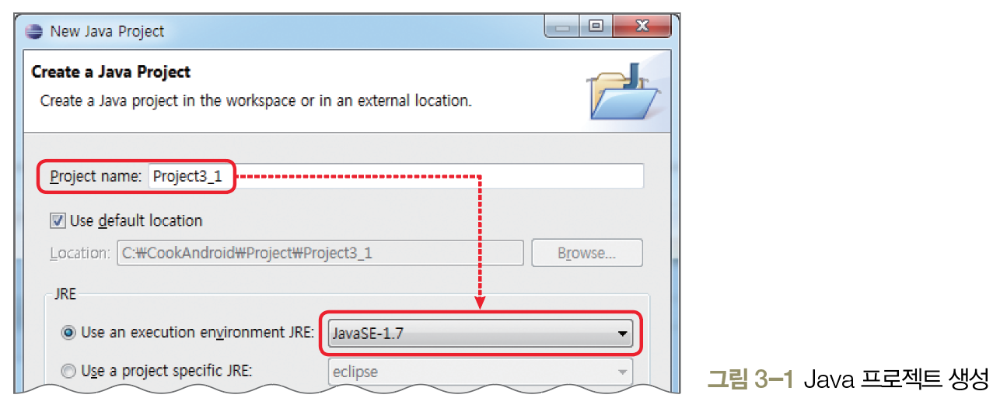 New Java Project
Create a Java Project
Create a Java project in the workspace or in an external location.
Project name: Project3_1
Use default location
Location: C:₩CookAndroid₩Project₩Project3_1 Browse...
JRE
Use an execution environment JRE: JavaSE-1.7
Use a project specific JRE: eclipse
그림 3-1 Java 프로젝트 생성